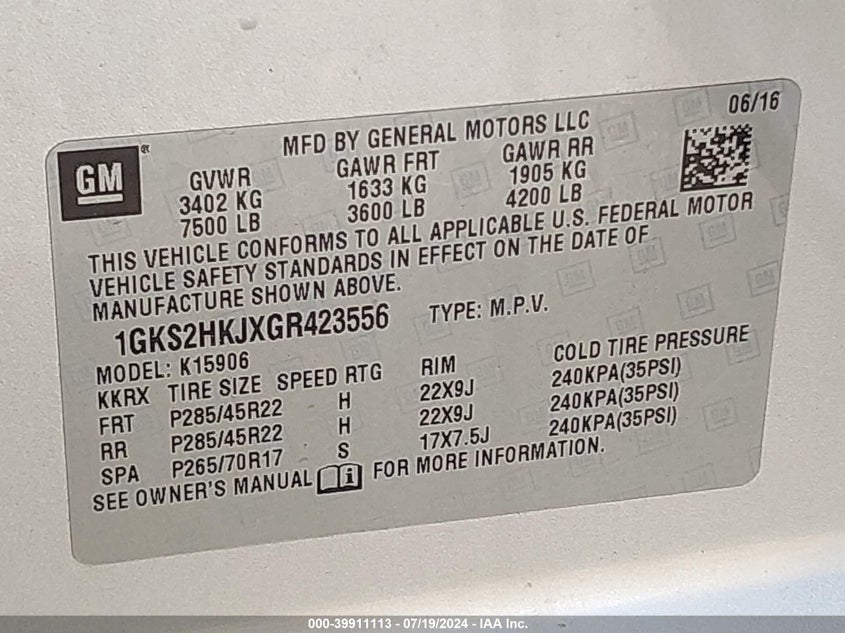 06/16
MFD BY GENERAL MOTORS LLC
GM®
GVWR GAWR FRT GAWR RR
3402 KG 1633 KG 1905 KG
7500 LB 3600 LB 4200 LB
THIS VEHICLE CONFORMS TO ALL APPLICABLE U.S. FEDERAL MOTOR
VEHICLE SAFETY STANDARDS IN EFFECT ON THE DATE OF
MANUFACTURE SHOWN ABOVE.
1GKS2HKJXGR423556 TYPE: M.P.V.
MODEL: K15906
KKRX TIRE SIZE SPEED RTG RIM COLD TIRE PRESSURE
FRT P285/45R22 H 22X9J 240KPA(35PSI)
RR P285/45R22 H 22X9J 240KPA(35PSI)
SPA P265/70R17 S 17X7.5J 240KPA(35PSI)
SEE OWNER'S MANUAL FOR MORE INFORMATION.
000-39911113 - 07/19/2024 - IAA Inc.